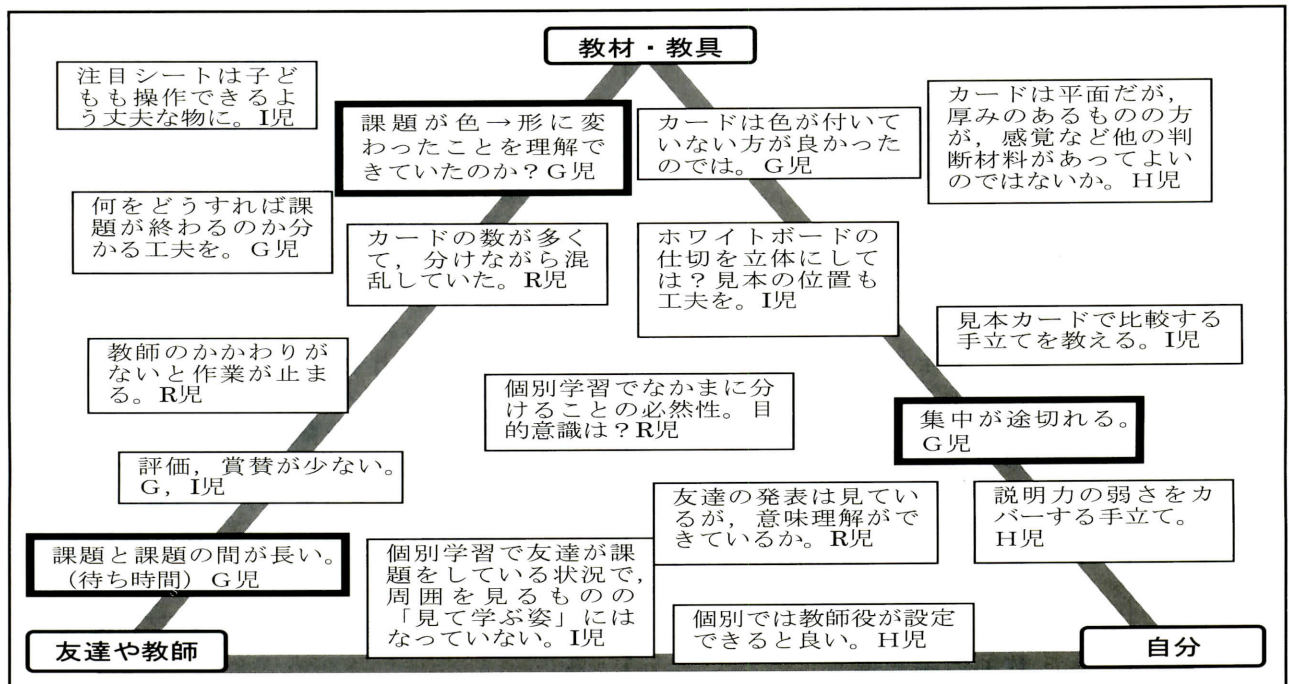 教材・教具
注目シートは子ど
もも操作できるよ
う丈夫な物に。I児
課題が色→形に変
わったことを理解で
きていたのか？G児
カードは色が付いて
いない方が良かった
のでは。G児
カードは平面だが，
厚みのあるものの方
が，感覚など他の判
断材料があってよい
のではないか。H児
何をどうすれば課
題が終わるのか分
かる工夫を。G児
カードの数が多く
て，分けながら混
乱していた。R児
ホワイトボードの
仕切を立体にして
は？見本の位置も
工夫を。I児
見本カードで比較する
手立てを教える。I児
教師のかかわりが
ないと作業が止ま
る。R児
個別学習でなかまに分
けることの必然性。目
的意識は？R児
集中が途切れる。
G児
評価，賞賛が少ない。
G，I児
友達の発表は見てい
るが，意味理解がで
きているか。R児
説明力の弱さをカ
バーする手立て。
H児
課題と課題の間が長い。
(待ち時間) G児
個別学習で友達が課
題をしている状況で，
周囲を見るものの
「見て学ぶ姿」には
なっていない。I児
個別では教師役が設定
できると良い。H児
友達や教師
自分